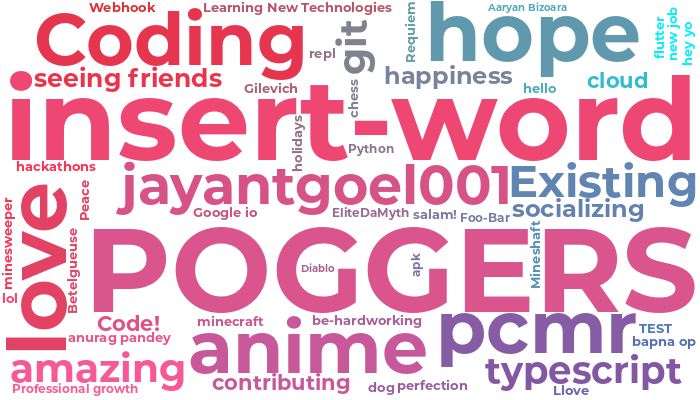 Webhook
Learning New Technologies
Aaryan Bizoara
Coding
git
Requiem
hope
flutter
new job
hey yo
repl
seeing friends
Gilevich
chess
happiness
hello
cloud
insert-word
holidays
Python
hackathons
jayantgoel001
Existing
Peace
love
minesweeper
lol
Google io
EliteDaMyth
salam!
Foo-Bar
socializing
Betelgueuse
POGGERS
Diablo
apk
Mineshaft
Code!
minecraft
be-hardworking
pcmr
TEST
anurag pandey
anime
bapna op
amazing
typescript
Professional growth
contributing
dog
perfection
Llove